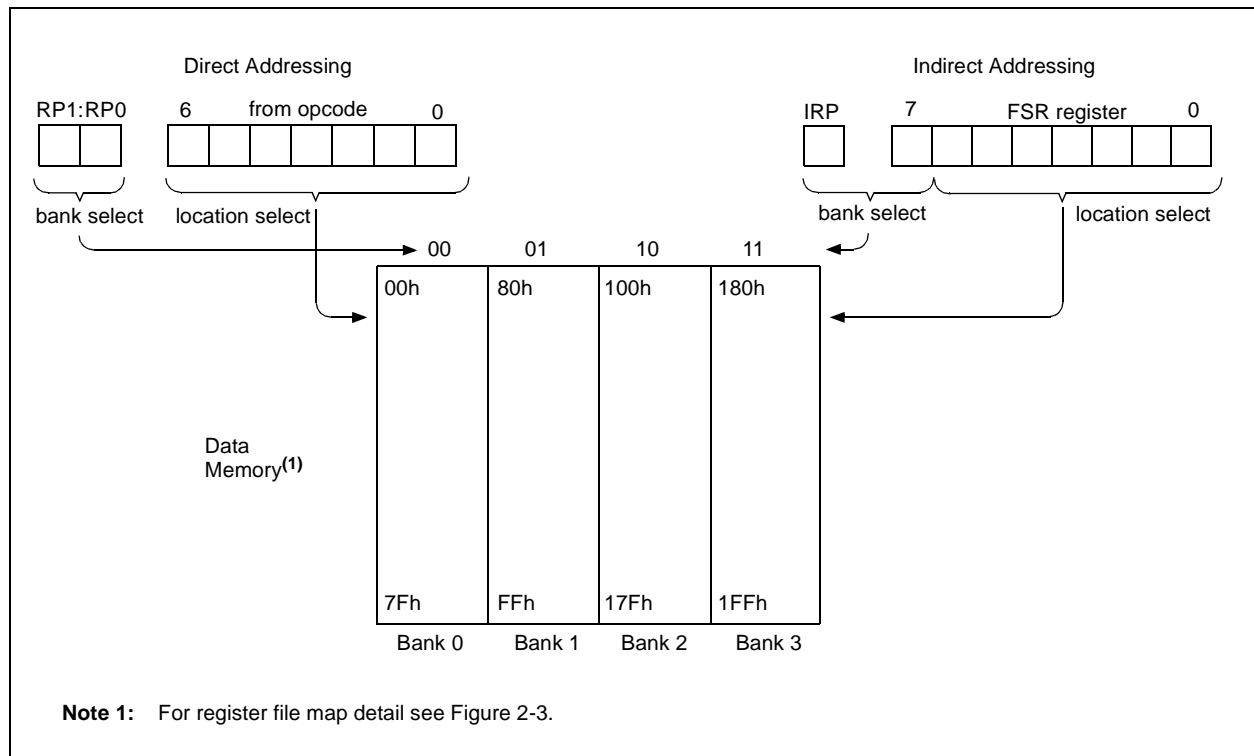 Direct Addressing
Indirect Addressing
RP1:RP0 6 from opcode 0
IRP 7 FSR register 0
bank select location select
bank select location select
00 01 10 11
00h 80h 100h 180h
Data
Memory(1)
7Fh FFh 17Fh 1FFh
Bank 0 Bank 1 Bank 2 Bank 3
Note 1: For register file map detail see Figure 2-3.